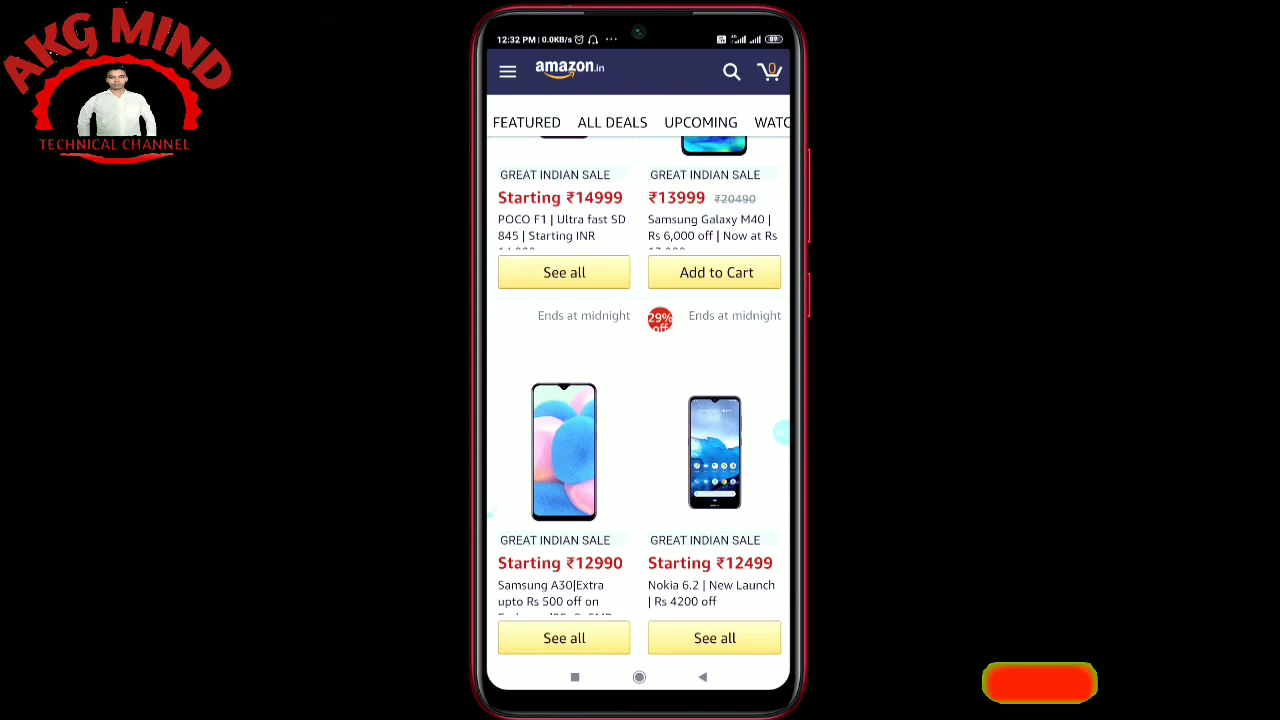 AKG MIND
TECHNICAL CHANNEL
12:32 PM | 0.0KB/s ...
89
amazon.in
0
FEATURED ALL DEALS UPCOMING WATC
GREAT INDIAN SALE
Starting ₹14999
POCO F1 | Ultra fast SD
845 | Starting INR
See all
GREAT INDIAN SALE
₹13999 ₹20490
Samsung Galaxy M40 |
Rs 6,000 off | Now at Rs
Add to Cart
Ends at midnight
GREAT INDIAN SALE
Starting ₹12990
Samsung A30|Extra
upto Rs 500 off on
See all
29%
off
Ends at midnight
GREAT INDIAN SALE
Starting ₹12499
Nokia 6.2 | New Launch
| Rs 4200 off
See all